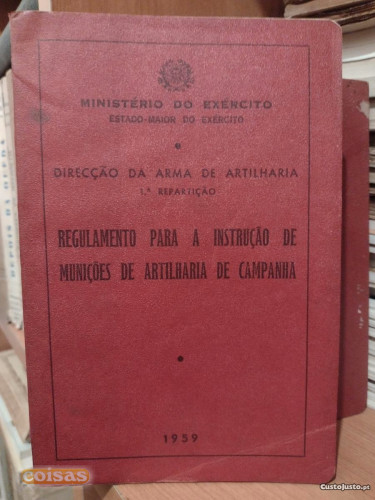 MINISTÉRIO DO EXÉRCITO
ESTADO-MAIOR DO EXÉRCITO
DIRECÇÃO DA ARMA DE ARTILHARIA
1.ª REPARTIÇÃO
REGULAMENTO PARA A INSTRUÇÃO DE
MUNIÇÕES DE ARTILHARIA DE CAMPANHA
1959
coisas
CustoJusto.pt